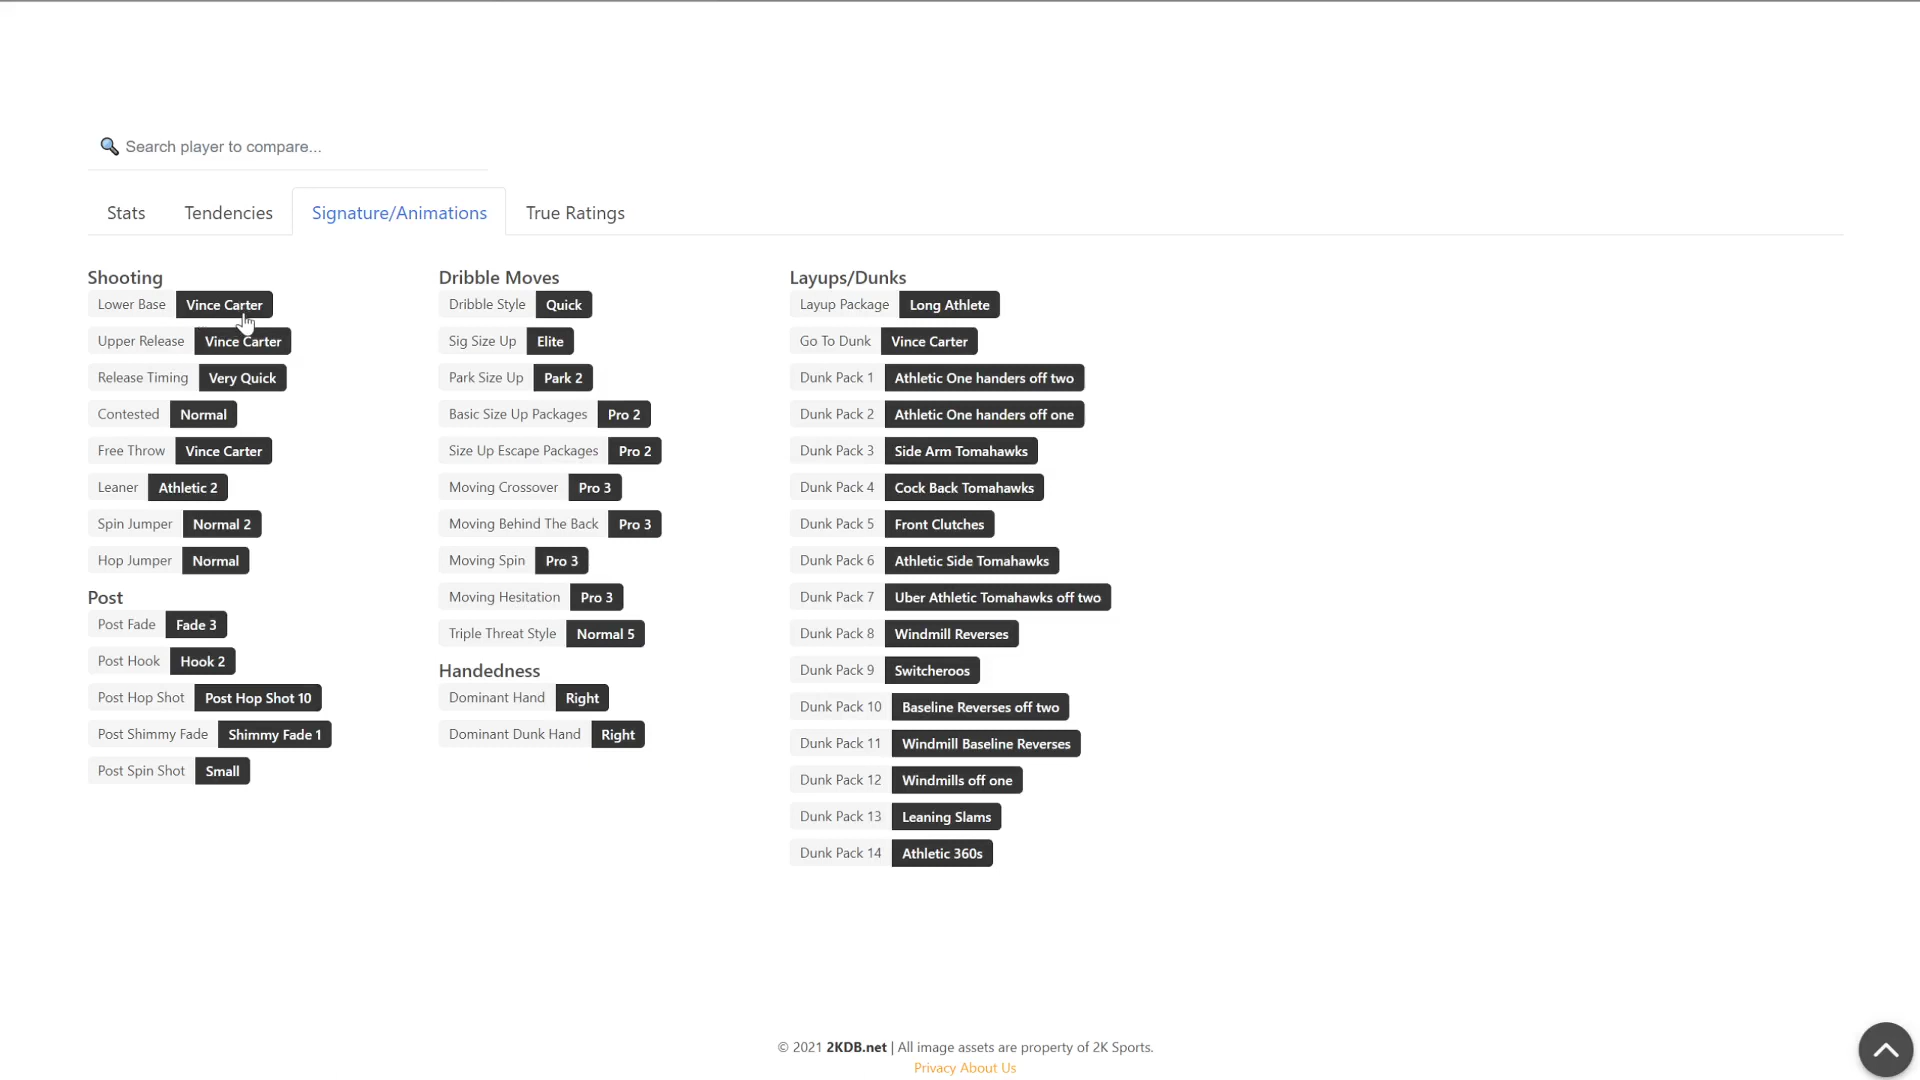 Search player to compare...
Stats Tendencies Signature/Animations True Ratings
Shooting
Lower Base Vince Carter
Upper Release Vince Carter
Release Timing Very Quick
Contested Normal
Free Throw Vince Carter
Leaner Athletic 2
Spin Jumper Normal 2
Hop Jumper Normal
Post
Post Fade Fade 3
Post Hook Hook 2
Post Hop Shot Post Hop Shot 10
Post Shimmy Fade Shimmy Fade 1
Post Spin Shot Small
Dribble Moves
Dribble Style Quick
Sig Size Up Elite
Park Size Up Park 2
Basic Size Up Packages Pro 2
Size Up Escape Packages Pro 2
Moving Crossover Pro 3
Moving Behind The Back Pro 3
Moving Spin Pro 3
Moving Hesitation Pro 3
Triple Threat Style Normal 5
Handedness
Dominant Hand Right
Dominant Dunk Hand Right
Layups/Dunks
Layup Package Long Athlete
Go To Dunk Vince Carter
Dunk Pack 1 Athletic One handers off two
Dunk Pack 2 Athletic One handers off one
Dunk Pack 3 Side Arm Tomahawks
Dunk Pack 4 Cock Back Tomahawks
Dunk Pack 5 Front Clutches
Dunk Pack 6 Athletic Side Tomahawks
Dunk Pack 7 Uber Athletic Tomahawks off two
Dunk Pack 8 Windmill Reverses
Dunk Pack 9 Switcheroos
Dunk Pack 10 Baseline Reverses off two
Dunk Pack 11 Windmill Baseline Reverses
Dunk Pack 12 Windmills off one
Dunk Pack 13 Leaning Slams
Dunk Pack 14 Athletic 360s
© 2021 2KDB.net | All image assets are property of 2K Sports.
Privacy About Us